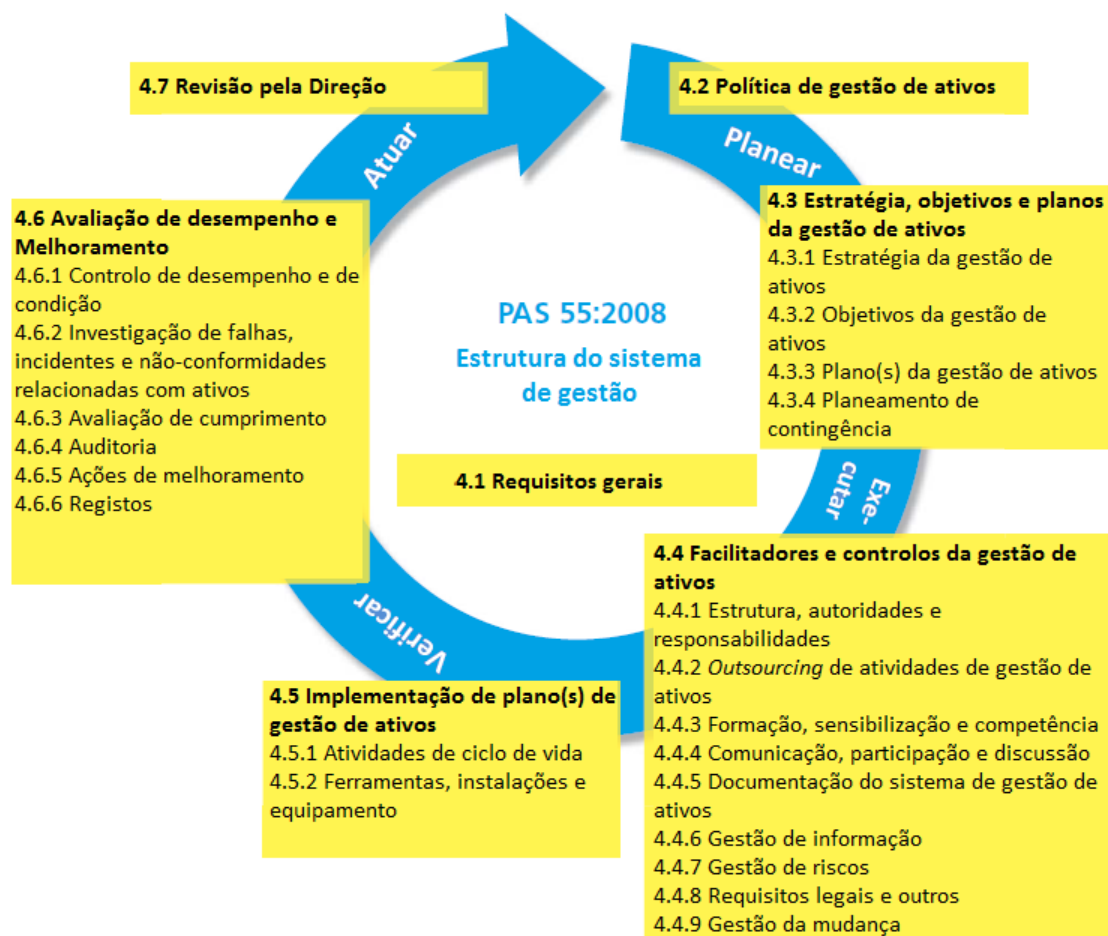 4.7 Revisão pela Direção
4.2 Política de gestão de ativos
Atuar
Planear
4.3 Estratégia, objetivos e planos
da gestão de ativos
4.3.1 Estratégia da gestão de
ativos
4.3.2 Objetivos da gestão de
ativos
4.3.3 Plano(s) da gestão de ativos
4.3.4 Planeamento de
contingência
4.6 Avaliação de desempenho e
Melhoramento
4.6.1 Controlo de desempenho e de
condição
4.6.2 Investigação de falhas,
incidentes e não-conformidades
relacionadas com ativos
4.6.3 Avaliação de cumprimento
4.6.4 Auditoria
4.6.5 Ações de melhoramento
4.6.6 Registos
PAS 55:2008
Estrutura do sistema
de gestão
4.1 Requisitos gerais
Exe-
cutar
4.4 Facilitadores e controlos da gestão de
ativos
4.4.1 Estrutura, autoridades e
responsabilidades
4.4.2 Outsourcing de atividades de gestão de
ativos
4.4.3 Formação, sensibilização e competência
4.4.4 Comunicação, participação e discussão
4.4.5 Documentação do sistema de gestão de
ativos
4.4.6 Gestão de informação
4.4.7 Gestão de riscos
4.4.8 Requisitos legais e outros
4.4.9 Gestão da mudança
Verificar
4.5 Implementação de plano(s) de
gestão de ativos
4.5.1 Atividades de ciclo de vida
4.5.2 Ferramentas, instalações e
equipamento